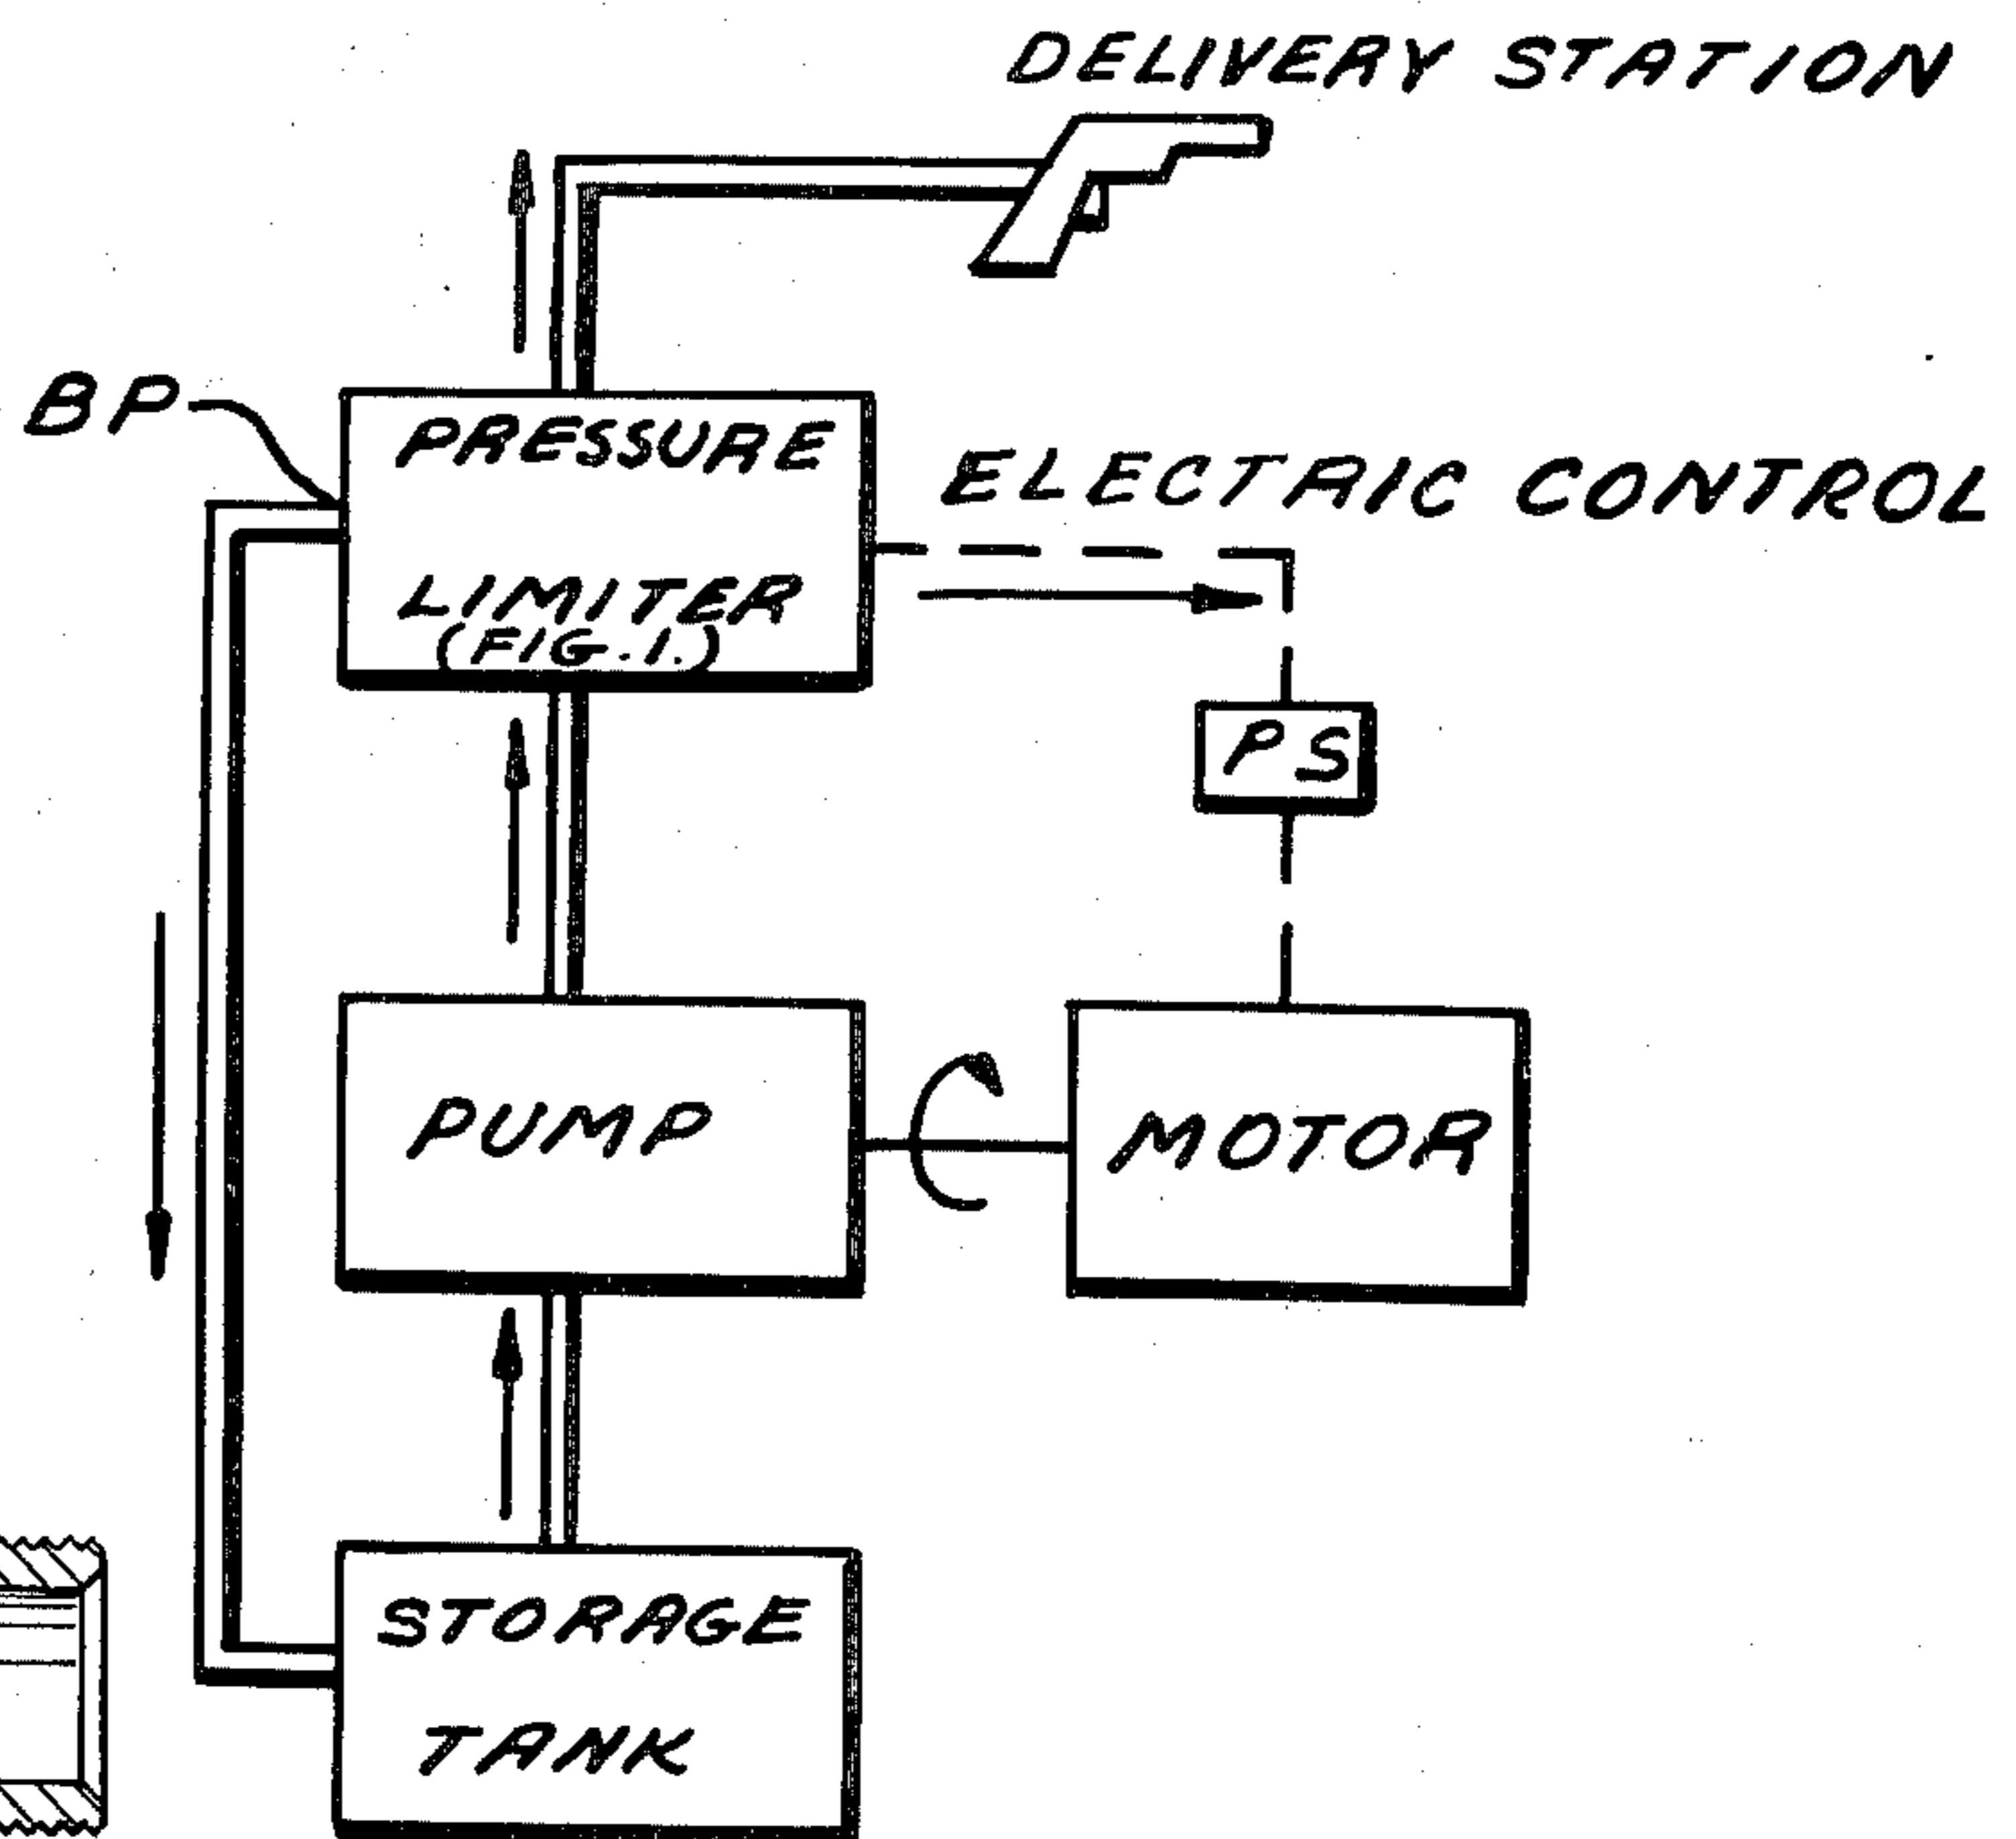 DELIVERY STATION
BP
PRESSURE
LIMITER
(FIG. 1.)
ELECTRIC CONTROL
PS
PUMP
MOTOR
STORAGE
TANK